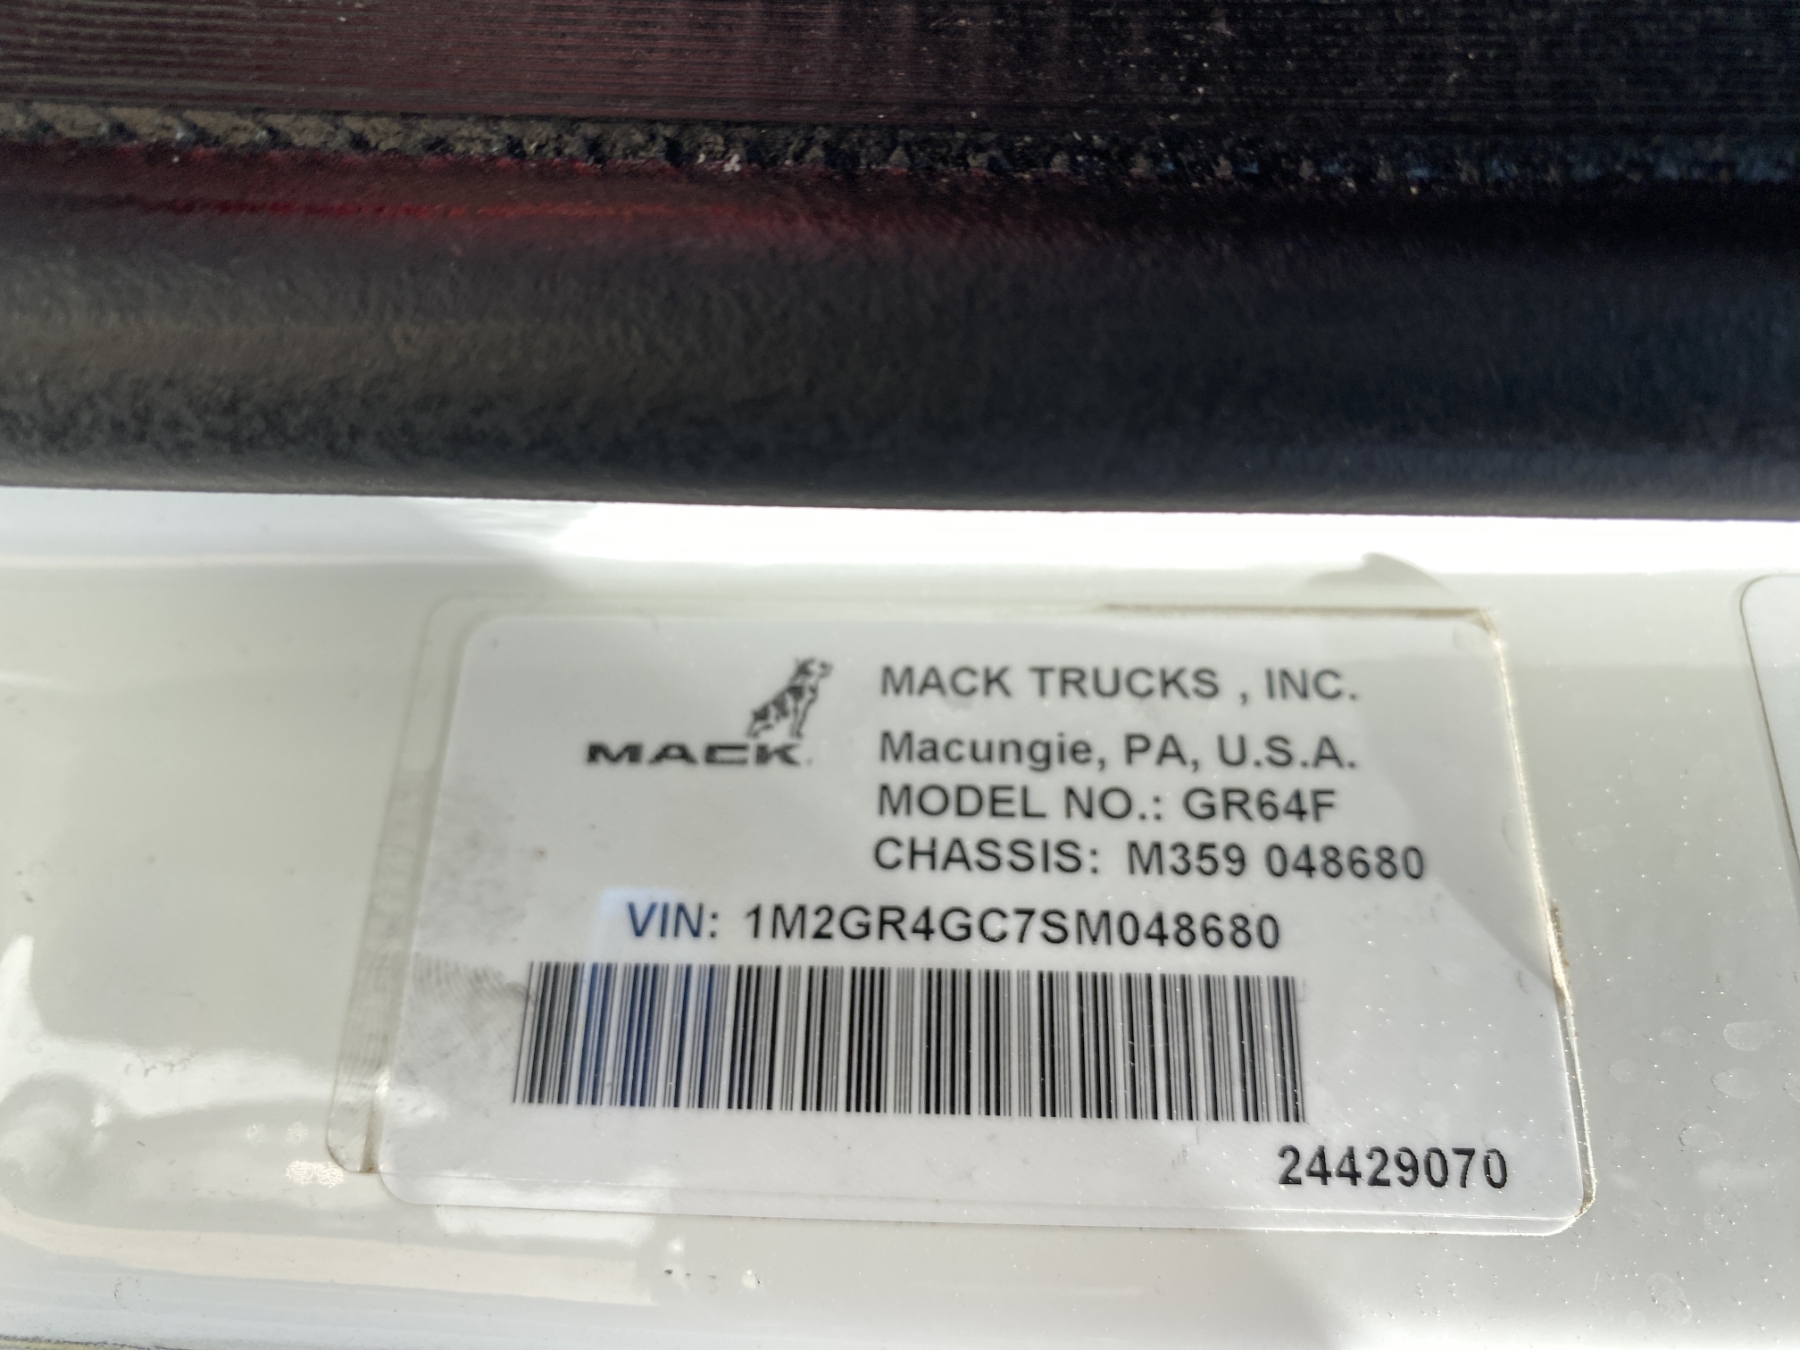 MACK TRUCKS , INC.
MACK
Macungie, PA, U.S.A.
MODEL NO.: GR64F
CHASSIS: M359 048680
VIN: 1M2GR4GC7SM048680
24429070